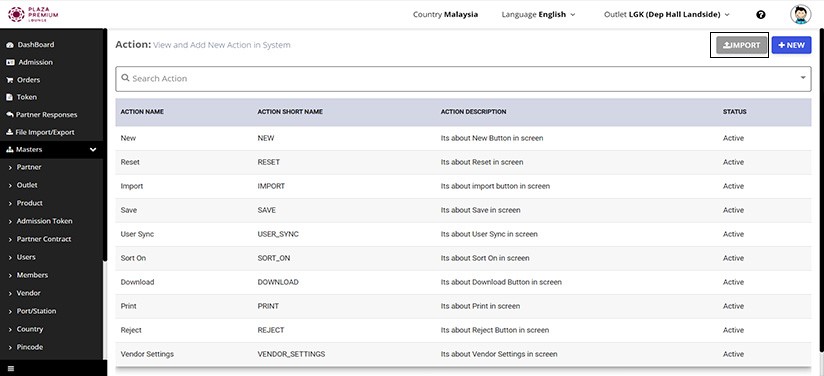 PLAZA
PREMIUM
LOUNGE
Country Malaysia
Language English
Outlet LGK (Dep Hall Landside)
DashBoard
Admission
Orders
Token
Partner Responses
File Import/Export
Masters
Partner
Outlet
Product
Admission Token
Partner Contract
Users
Members
Vendor
Port/Station
Country
Pincode
Action: View and Add New Action in System
IMPORT
+ NEW
Search Action
ACTION NAME ACTION SHORT NAME ACTION DESCRIPTION STATUS
New NEW Its about New Button in screen Active
Reset RESET Its about Reset in screen Active
Import IMPORT Its about import button in screen Active
Save SAVE Its about Save in screen Active
User Sync USER_SYNC Its about User Sync in screen Active
Sort On SORT_ON Its about Sort On in screen Active
Download DOWNLOAD Its about Download Button in screen Active
Print PRINT Its about Print in screen Active
Reject REJECT Its about Reject Button in screen Active
Vendor Settings VENDOR_SETTINGS Its about Vendor Settings in screen Active